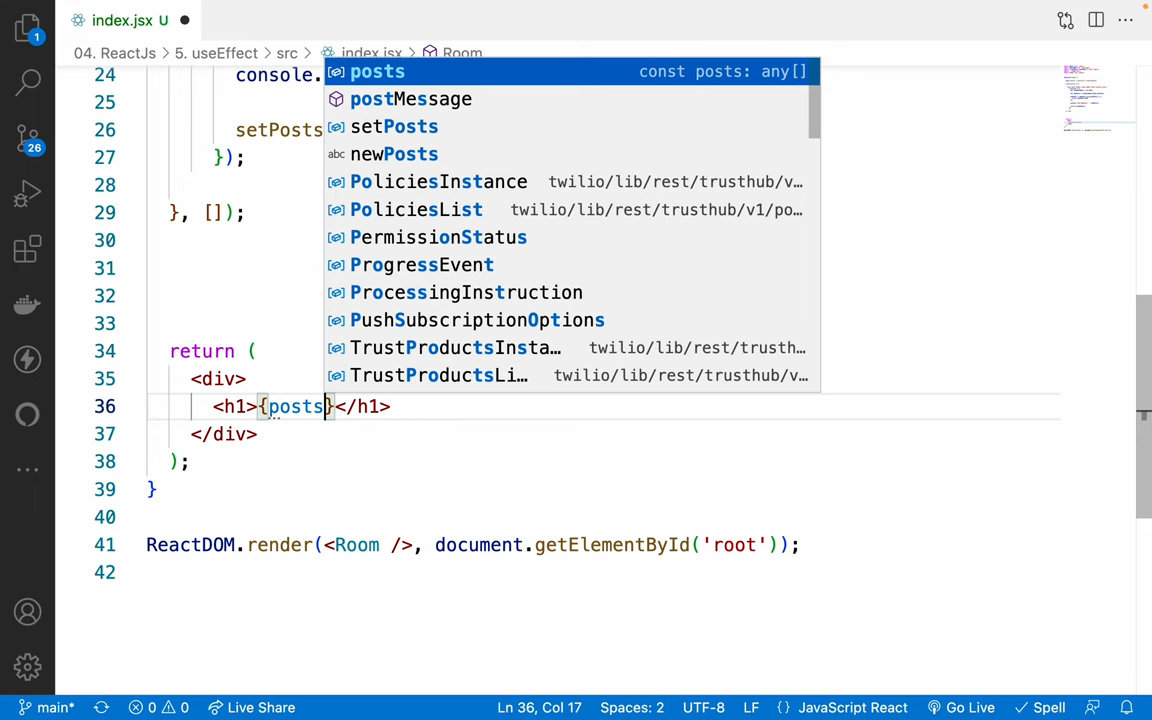 index.jsx U
04. ReactJs > 5. useEffect > src > index.jsx > Room
1
26
24 console.
25
26 setPosts
27 });
28
29 }, []);
30
31
32
33
34 return (
35 <div>
36 <h1>{posts}</h1>
37 </div>
38 );
39 }
40
41 ReactDOM.render(<Room />, document.getElementById('root'));
42
posts const posts: any[]
postMessage
setPosts
abc newPosts
PoliciesInstance twilio/lib/rest/trusthub/v…
PoliciesList twilio/lib/rest/trusthub/v1/po…
PermissionStatus
ProgressEvent
ProcessingInstruction
PushSubscriptionOptions
TrustProductsInsta… twilio/lib/rest/trusth…
TrustProductsLi… twilio/lib/rest/trusthub/v…
main* 0 0 Live Share Ln 36, Col 17 Spaces: 2 UTF-8 LF {} JavaScript React Go Live Spell